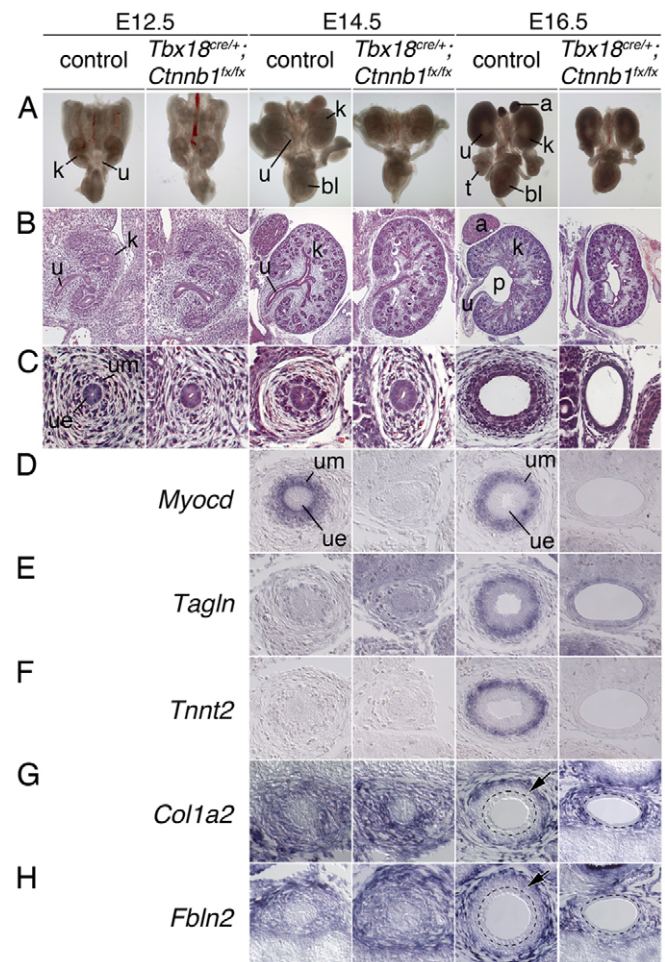 E12.5 E14.5 E16.5
control Tbx18cre/+; Ctnnb1fx/fx control Tbx18cre/+; Ctnnb1fx/fx control Tbx18cre/+; Ctnnb1fx/fx
A
k u k u bl a u k t bl
B
u k u k a k p u
C
um ue
D
Myocd
um ue um ue
E
Tagln
F
Tnnt2
G
Col1a2
H
Fbln2